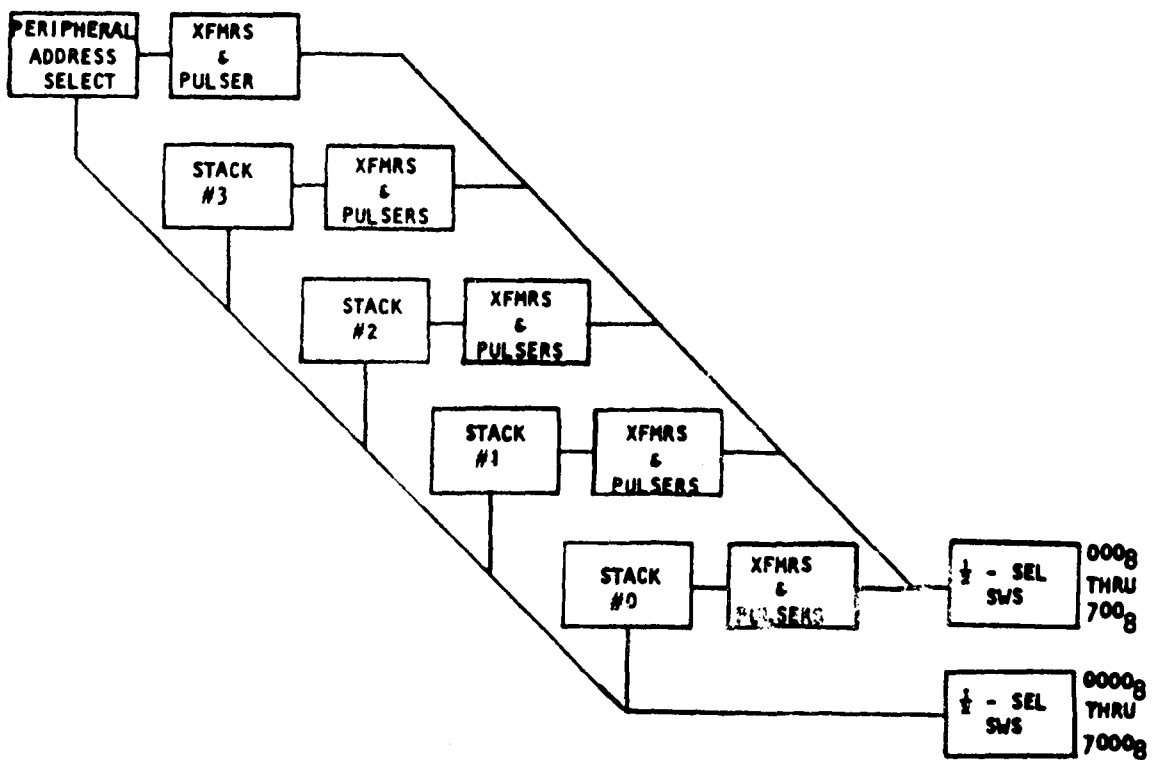 PERIPHERAL
ADDRESS
SELECT
XFMRS
&
PULSER
STACK
#3
XFMRS
&
PULSERS
STACK
#2
XFMRS
&
PULSERS
STACK
#1
XFMRS
&
PULSERS
STACK
#0
XFMRS
&
PULSERS
½ - SEL
SWS
000₈
THRU
700₈
½ - SEL
SWS
0000₈
THRU
7000₈